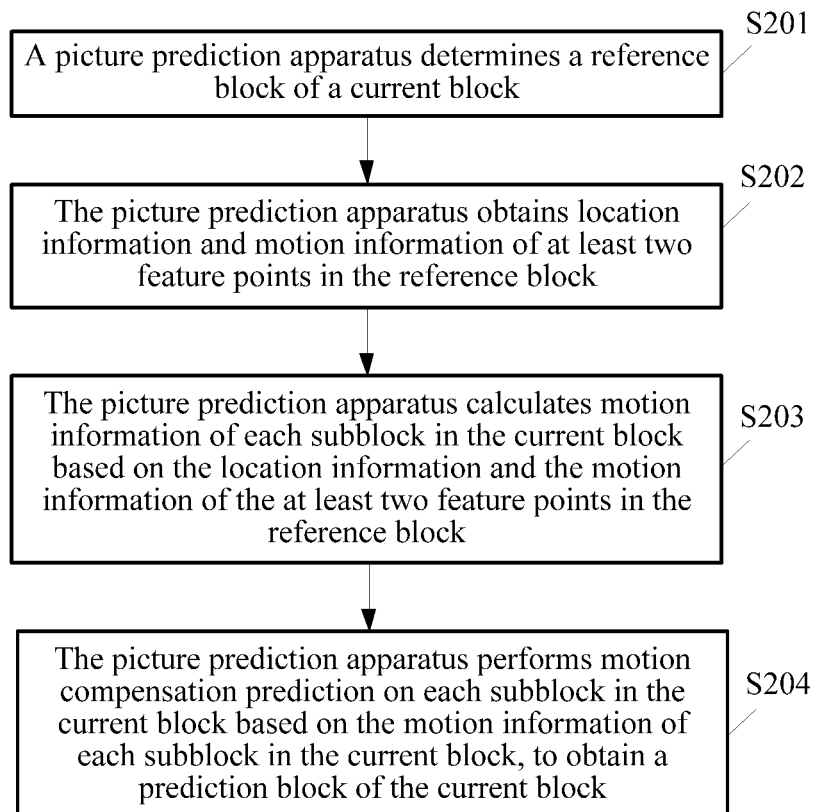 S201
A picture prediction apparatus determines a reference
block of a current block
S202
The picture prediction apparatus obtains location
information and motion information of at least two
feature points in the reference block
S203
The picture prediction apparatus calculates motion
information of each subblock in the current block
based on the location information and the motion
information of the at least two feature points in the
reference block
S204
The picture prediction apparatus performs motion
compensation prediction on each subblock in the
current block based on the motion information of
each subblock in the current block, to obtain a
prediction block of the current block